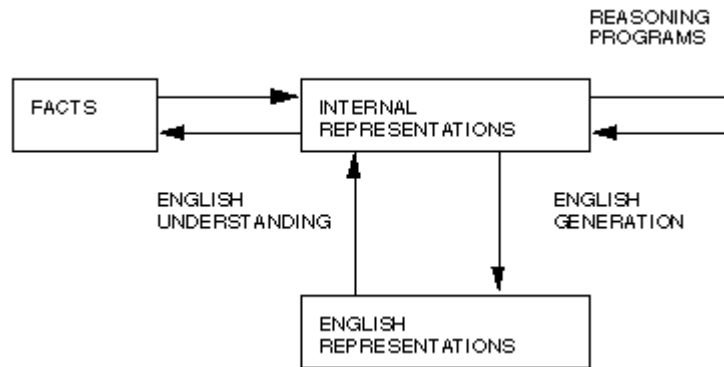 REASONING
PROGRAMS
FACTS
INTERNAL
REPRESENTATIONS
ENGLISH
UNDERSTANDING
ENGLISH
GENERATION
ENGLISH
REPRESENTATIONS